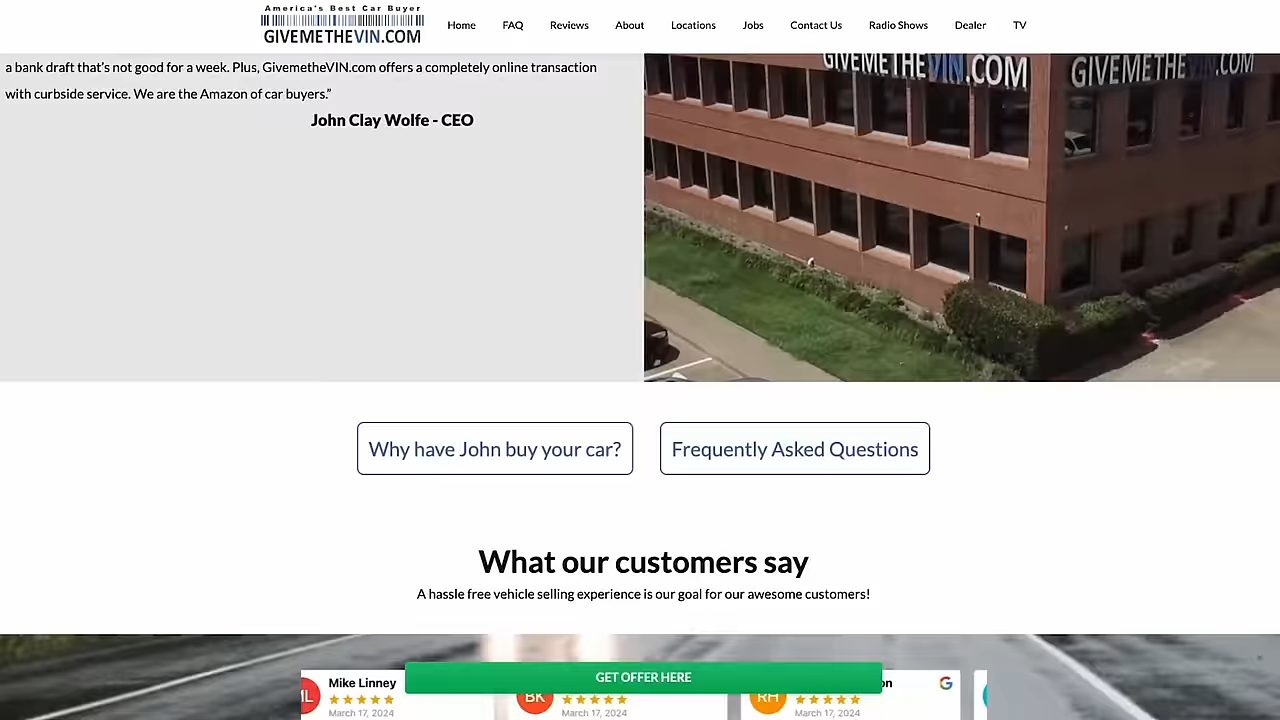 America's Best Car Buyer
GIVEMETHEVIN.COM
Home
FAQ
Reviews
About
Locations
Jobs
Contact Us
Radio Shows
Dealer
TV
a bank draft that's not good for a week. Plus, GivemetheVIN.com offers a completely online transaction
with curbside service. We are the Amazon of car buyers.”
John Clay Wolfe - CEO
GIVEMETHEVIN.COM
GIVEMETHEVIN.COM
Why have John buy your car?
Frequently Asked Questions
What our customers say
A hassle free vehicle selling experience is our goal for our awesome customers!
GET OFFER HERE
ML
Mike Linney
March 17, 2024
BK
March 17, 2024
RH
on
March 17, 2024
G